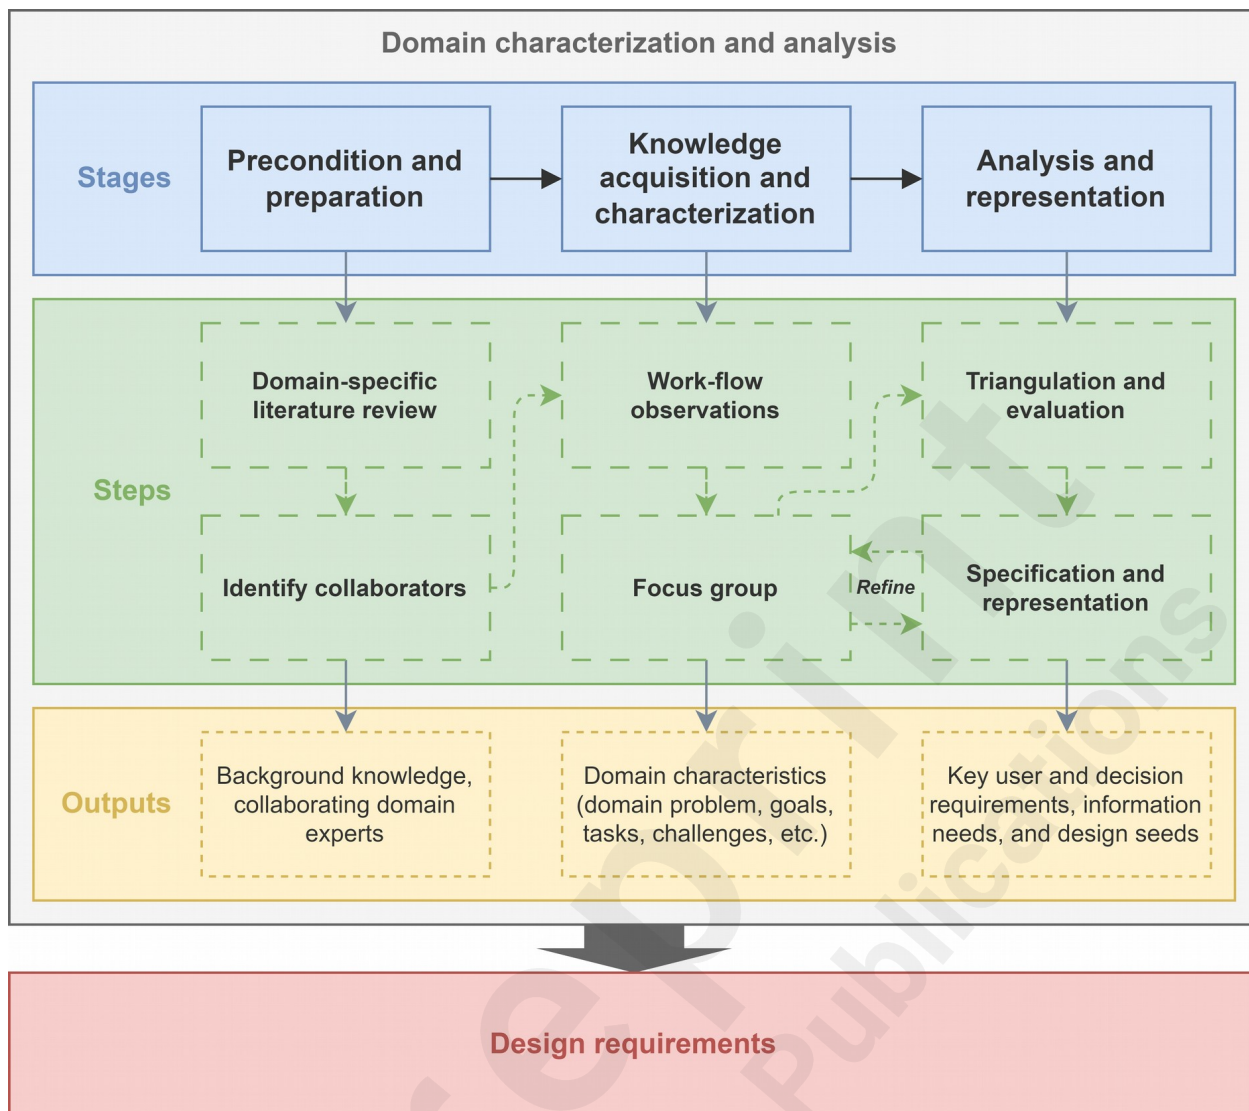 Domain characterization and analysis
Stages
Precondition and
preparation
Knowledge
acquisition and
characterization
Analysis and
representation
Steps
Domain-specific
literature review
Work-flow
observations
Triangulation and
evaluation
Identify collaborators
Focus group
Refine
Specification and
representation
Outputs
Background knowledge,
collaborating domain
experts
Domain characteristics
(domain problem, goals,
tasks, challenges, etc.)
Key user and decision
requirements, information
needs, and design seeds
Design requirements
reprint
Publications